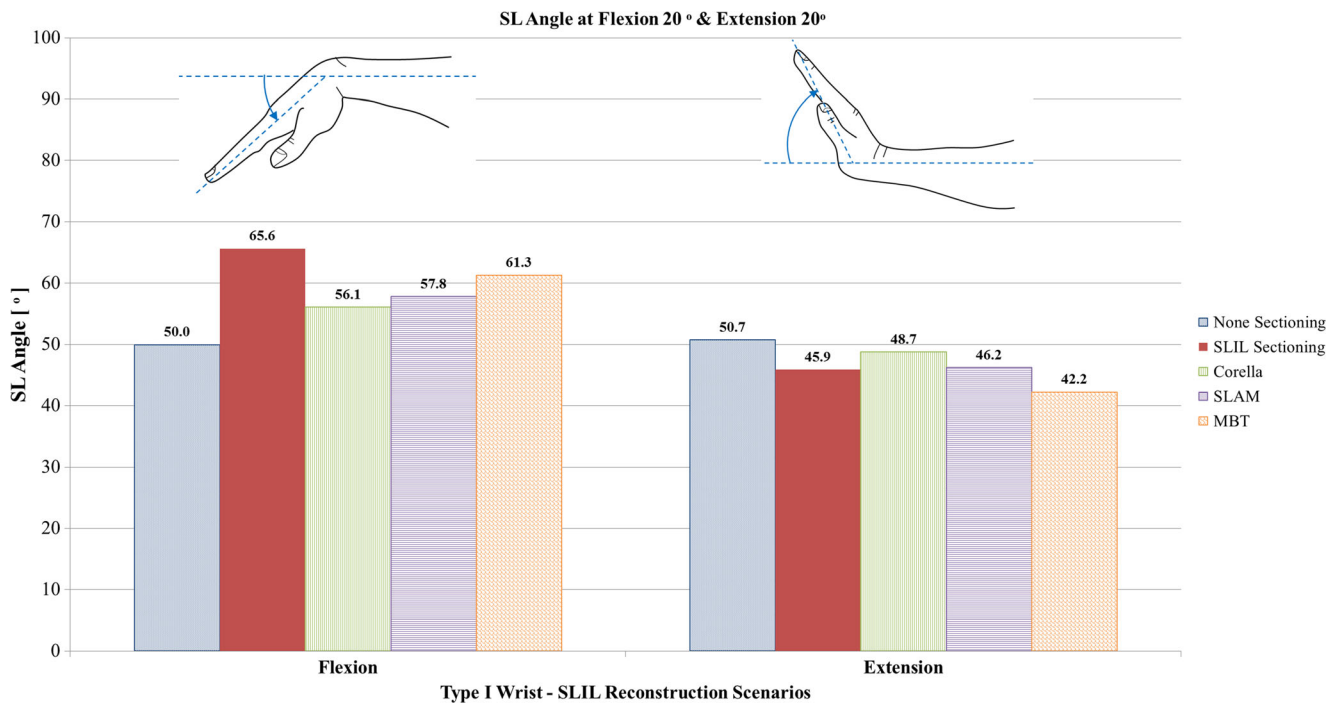 SL Angle at Flexion 20 º & Extension 20º
100
90
80
70
60
50
40
30
20
10
0
SL Angle [ º ]
50.0
65.6
56.1
57.8
61.3
50.7
45.9
48.7
46.2
42.2
Flexion
Extension
Type I Wrist - SLIL Reconstruction Scenarios
None Sectioning
SLIL Sectioning
Corella
SLAM
MBT